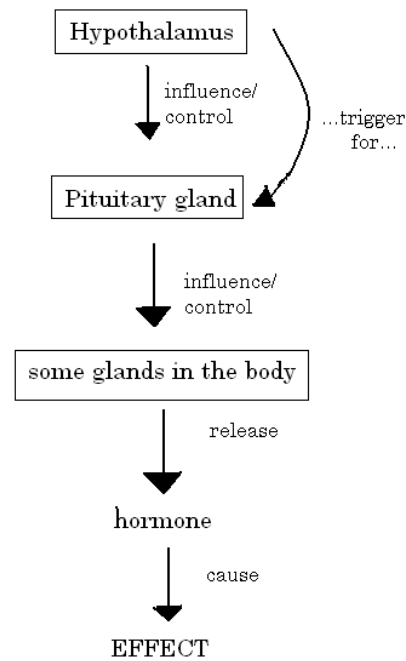 Hypothalamus
influence/
control
...trigger
for...
Pituitary gland
influence/
control
some glands in the body
release
hormone
cause
EFFECT